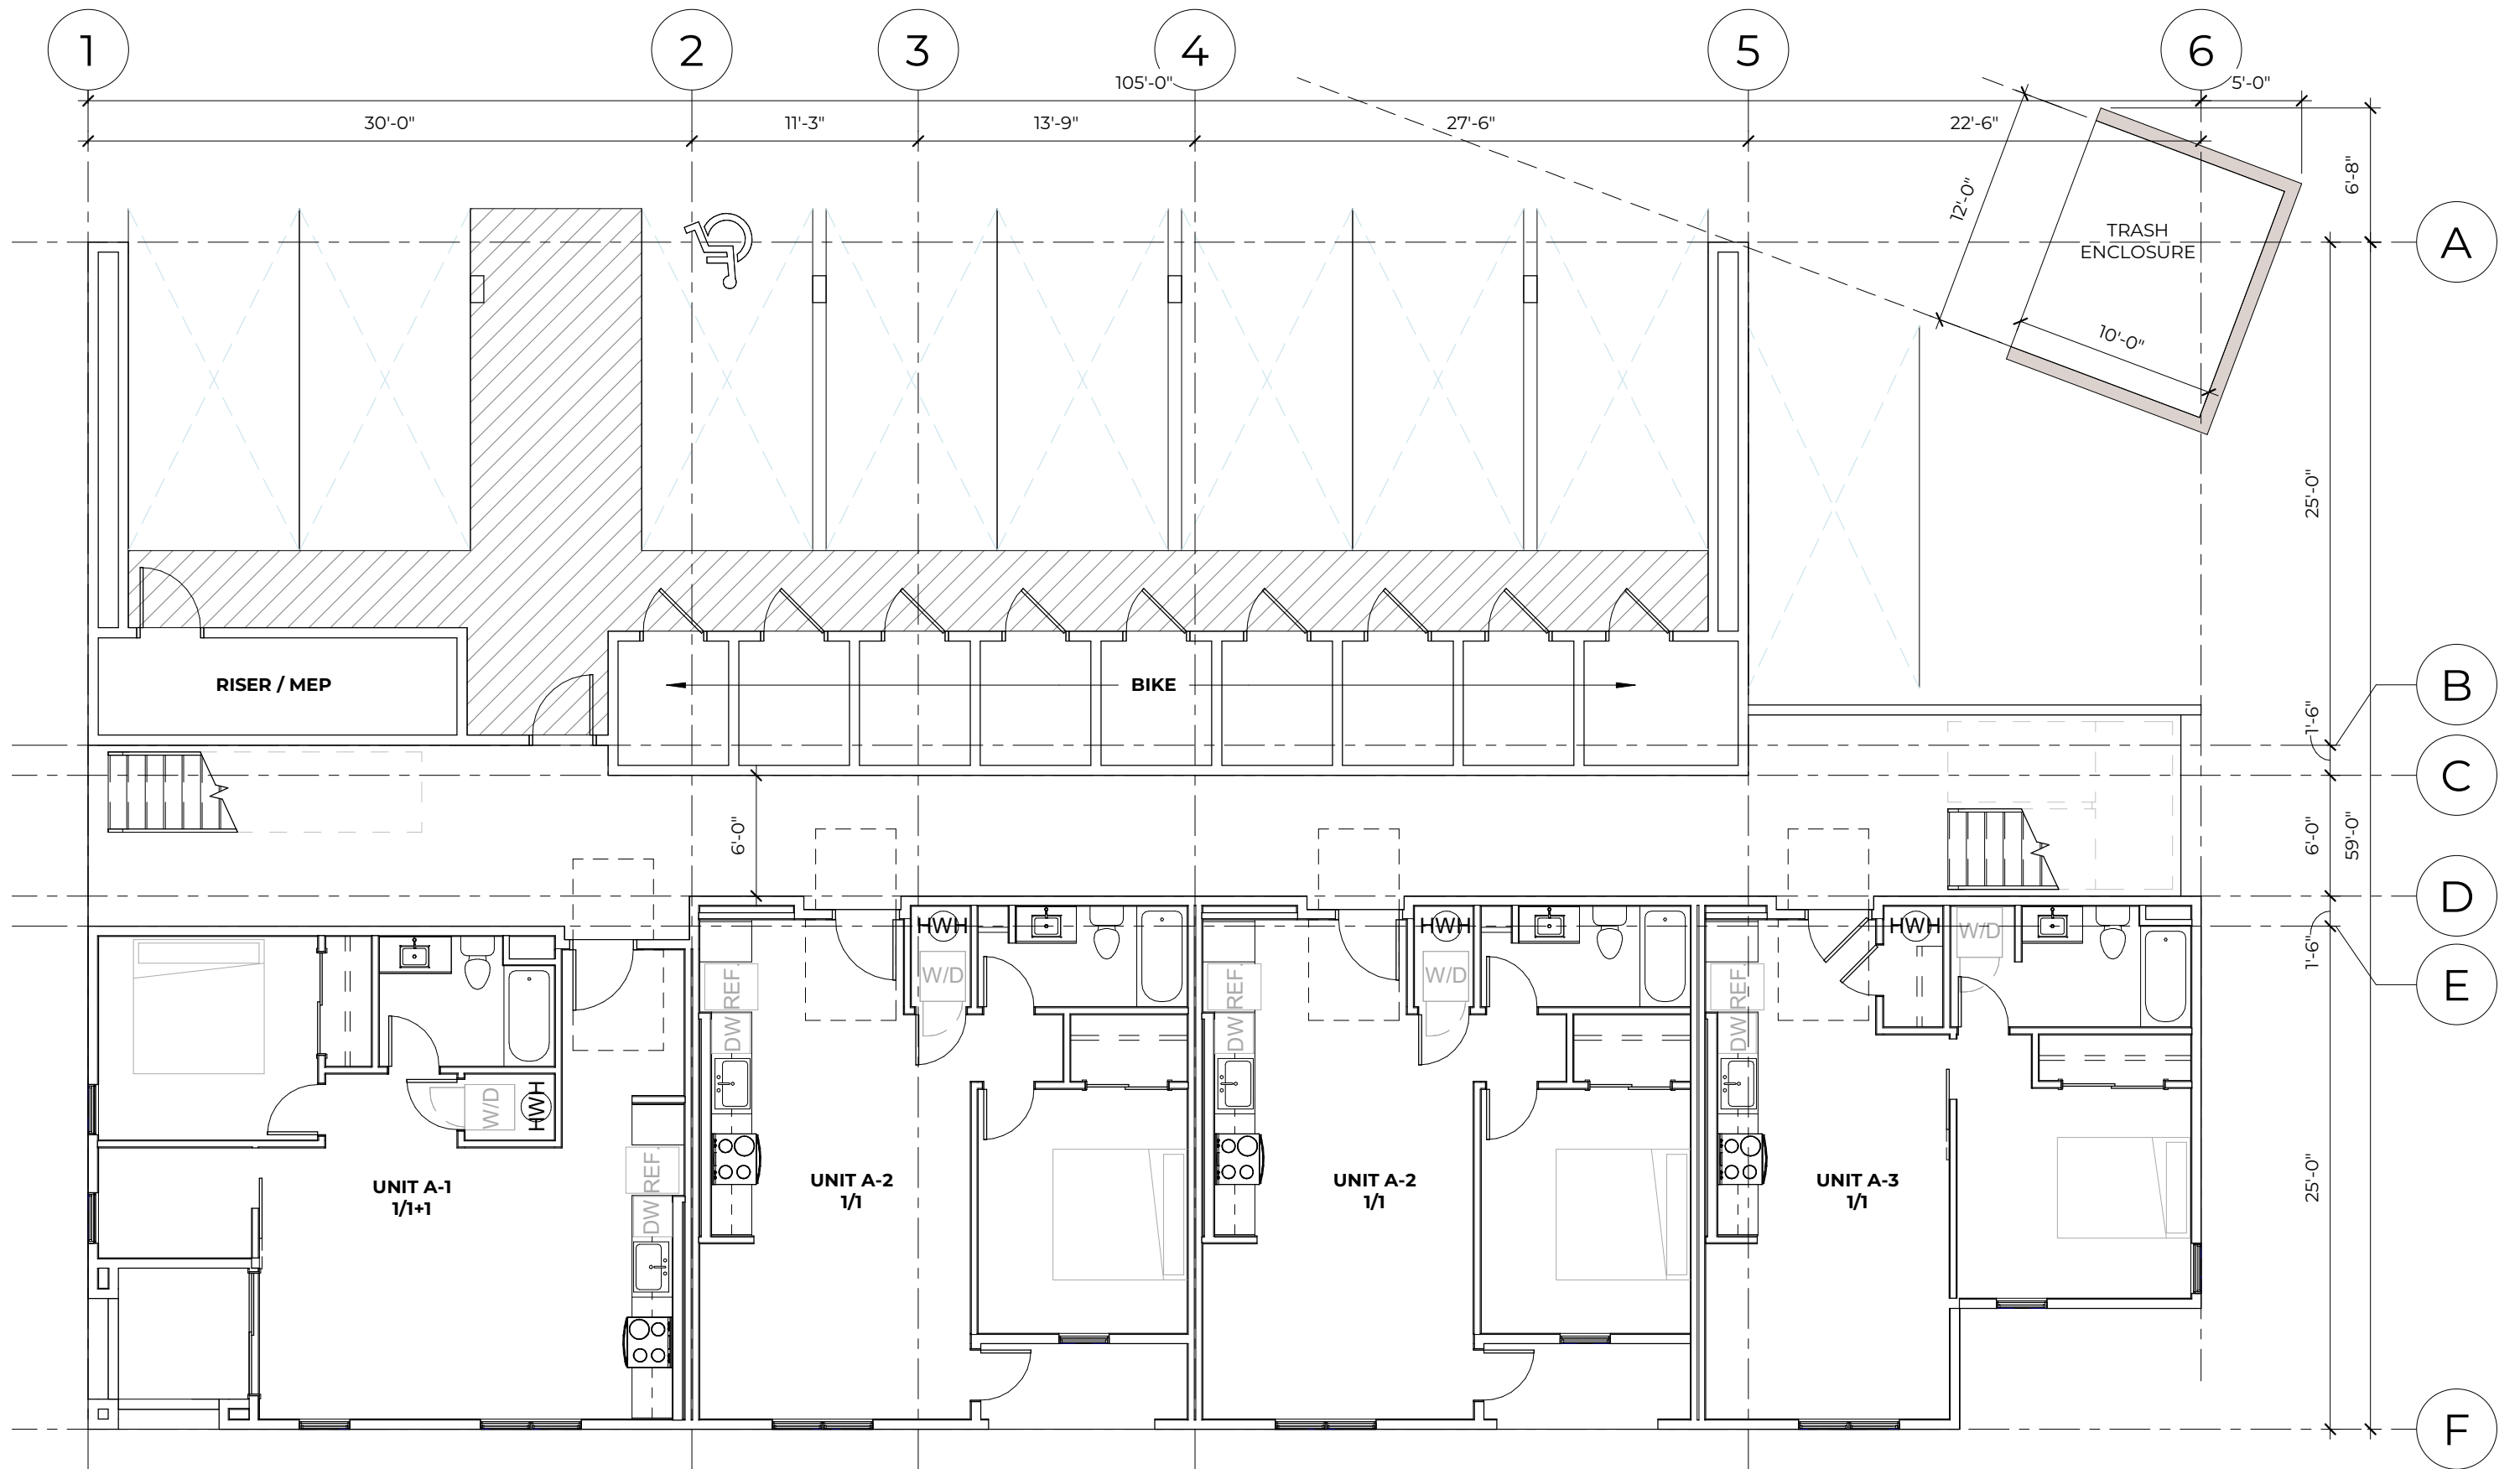 1
2
3
4
5
6
105'-0"
5'-0"
30'-0"
11'-3"
13'-9"
27'-6"
22'-6"
6'-8"
12'-0"
TRASH
ENCLOSURE
A
10'-0"
25'-0"
RISER / MEP
BIKE
B
1'-6"
C
6'-0"
6'-0"
59'-0"
D
HWH
HWH
HWH
W/D
1'-6"
E
REF.
W/D
REF.
W/D
REF.
DW
DW
DW
W/D
HWH
REF.
UNIT A-1
1/1+1
UNIT A-2
1/1
UNIT A-2
1/1
UNIT A-3
1/1
25'-0"
DW
F